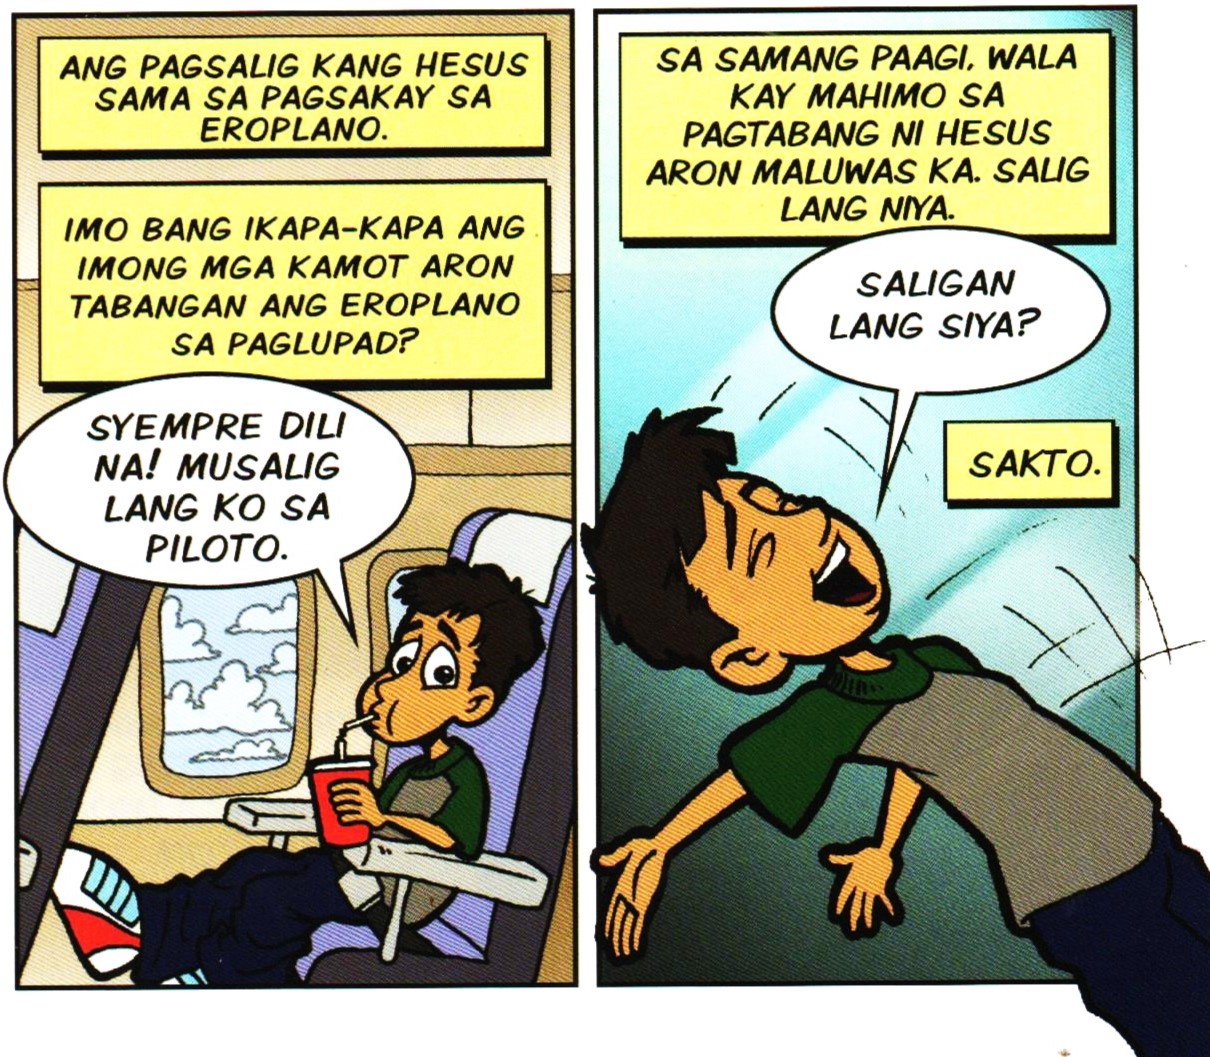 ANG PAGSALIG KANG HESUS
SAMA SA PAGSAKAY SA
EROPLANO.
IMO BANG IKAPA-KAPA ANG
IMONG MGA KAMOT ARON
TABANGAN ANG EROPLANO
SA PAGLUPAD?
SYEMPRE DILI
NA! MUSALIG
LANG KO SA
PILOTO.
SA SAMANG PAAGI, WALA
KAY MAHIMO SA
PAGTABANG NI HESUS
ARON MALUWAS KA. SALIG
LANG NIYA.
SALIGAN
LANG SIYA?
SAKTO.